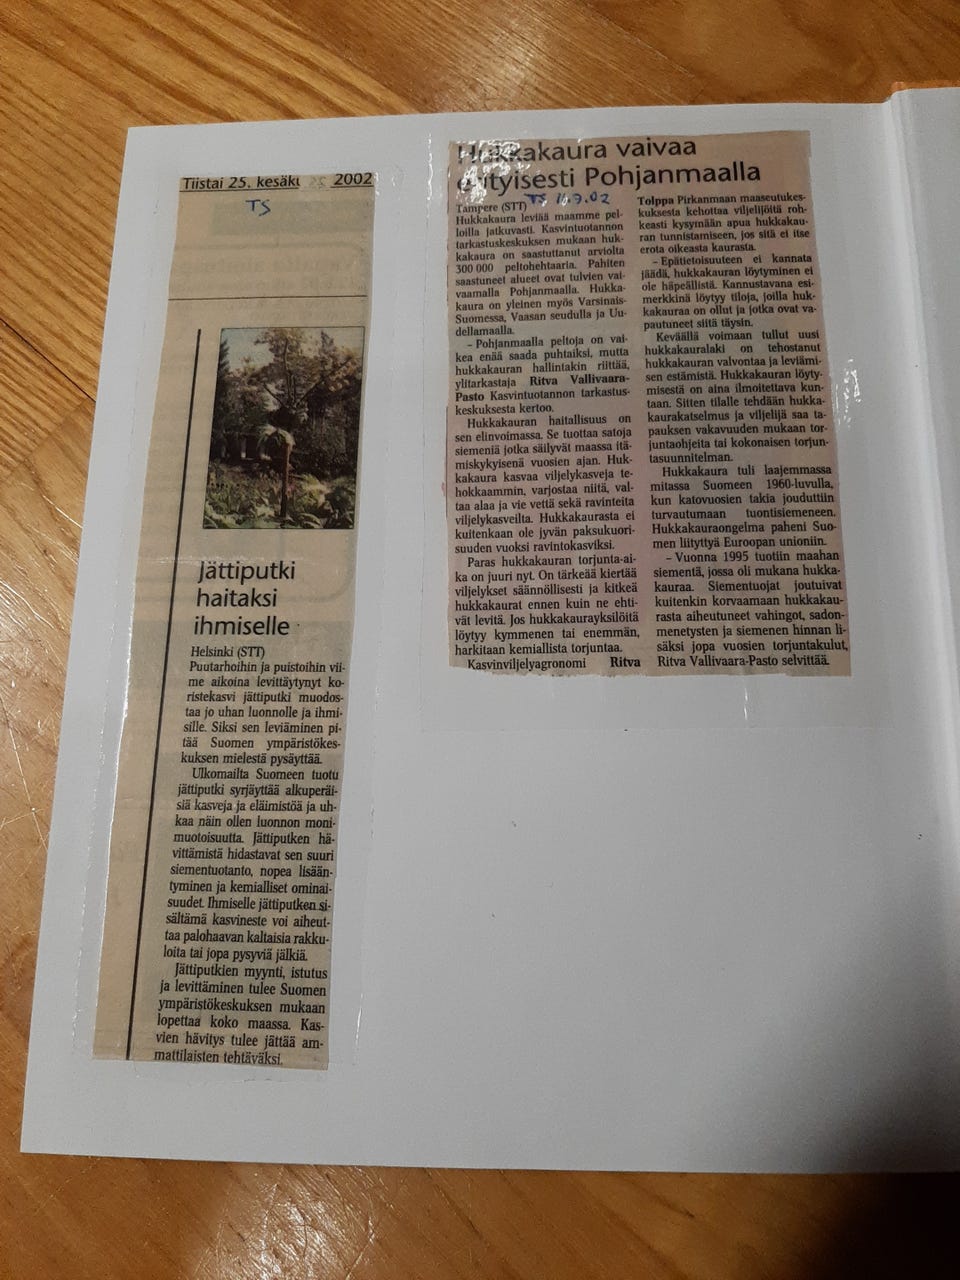 Tiistai 25. kesäku 2002
TS
Jättiputki
haitaksi
ihmiselle
Helsinki (STT)
Puutarhoihin ja puistoihin vii-
me aikoina levittäytynyt ko-
ristekasvi jättiputki muodos-
taa jo uhan luonnolle ja ihmi-
sille. Siksi sen leviäminen pi-
tää Suomen ympäristökes-
kuksen mielestä pysäyttää.
Ulkomailta Suomeen tuotu
jättiputki syrjäyttää alkuperäi-
siä kasveja ja eläimistöä ja uh-
kaa näin ollen luonnon moni-
muotoisuutta. Jättiputken hä-
vittämistä hidastavat sen suuri
siementuotanto, nopea lisään-
tyminen ja kemialliset ominai-
suudet. Ihmiselle jättiputken si-
sältämä kasvineste voi aiheut-
taa palohaavan kaltaisia rakku-
loita tai jopa pysyviä jälkiä.
Jättiputkien myynti, istutus
ja levittäminen tulee Suomen
ympäristökeskuksen mukaan
lopettaa koko maassa. Kas-
vien hävitys tulee jättää am-
mattilaisten tehtäväksi.
Hukkakaura vaivaa
erityisesti Pohjanmaalla
TS 11.7.02
Tampere (STT)
Hukkakaura leviää maamme pel-
loilla jatkuvasti. Kasvintuotannon
tarkastuskeskuksen mukaan huk-
kakaura on saastuttanut arviolta
300 000 peltohehtaaria. Pahiten
saastuneet alueet ovat tulvien vai-
vaamalla Pohjanmaalla. Hukka-
kaura on yleinen myös Varsinais-
Suomessa, Vaasan seudulla ja Uu-
dellamaalla.
– Pohjanmaalla peltoja on vai-
kea enää saada puhtaiksi, mutta
hukkakauran hallintakin riittää,
ylitarkastaja Ritva Vallivaara-
Pasto Kasvintuotannon tarkastus-
keskuksesta kertoo.
Hukkakauran haitallisuus on
sen elinvoimassa. Se tuottaa satoja
siemeniä jotka säilyvät maassa itä-
miskykyisenä vuosien ajan. Huk-
kakaura kasvaa viljelykasveja te-
hokkaammin, varjostaa niitä, val-
taa alaa ja vie vettä sekä ravinteita
viljelykasveilta. Hukkakaurasta ei
kuitenkaan ole jyvän paksukuori-
suuden vuoksi ravintokasviksi.
Paras hukkakauran torjunta-ai-
ka on juuri nyt. On tärkeää kiertää
viljelykset säännöllisesti ja kitkeä
hukkakaurat ennen kuin ne ehti-
vät levitä. Jos hukkakaurayksilöitä
löytyy kymmenen tai enemmän,
harkitaan kemiallista torjuntaa.
Kasvinviljelyagronomi Ritva
Tolppa Pirkanmaan maaseutukes-
kuksesta kehottaa viljelijöitä roh-
keasti kysymään apua hukkakau-
ran tunnistamiseen, jos sitä ei itse
erota oikeasta kaurasta.
– Epätietoisuuteen ei kannata
jäädä, hukkakauran löytyminen ei
ole häpeällistä. Kannustavana esi-
merkkinä löytyy tiloja, joilla huk-
kakauraa on ollut ja jotka ovat va-
pautuneet siitä täysin.
Keväällä voimaan tullut uusi
hukkakauralaki on tehostanut
hukkakauran valvontaa ja leviämi-
sen estämistä. Hukkakauran löyty-
misestä on aina ilmoitettava kun-
taan. Sitten tilalle tehdään hukka-
kaurakatselmus ja viljelijä saa ta-
pauksen vakavuuden mukaan tor-
juntaohjeita tai kokonaisen torjun-
tasuunnitelman.
Hukkakaura tuli laajemmassa
mitassa Suomeen 1960-luvulla,
kun katovuosien takia jouduttiin
turvautumaan tuontisiemeneen.
Hukkakauraongelma paheni Suo-
men liityttyä Euroopan unioniin.
– Vuonna 1995 tuotiin maahan
siementä, jossa oli mukana hukka-
kauraa. Siementuojat joutuivat
kuitenkin korvaamaan hukkakau-
rasta aiheutuneet vahingot, sadon-
menetysten ja siemenen hinnan li-
säksi jopa vuosien torjuntakulut,
Ritva Vallivaara-Pasto selvittää.